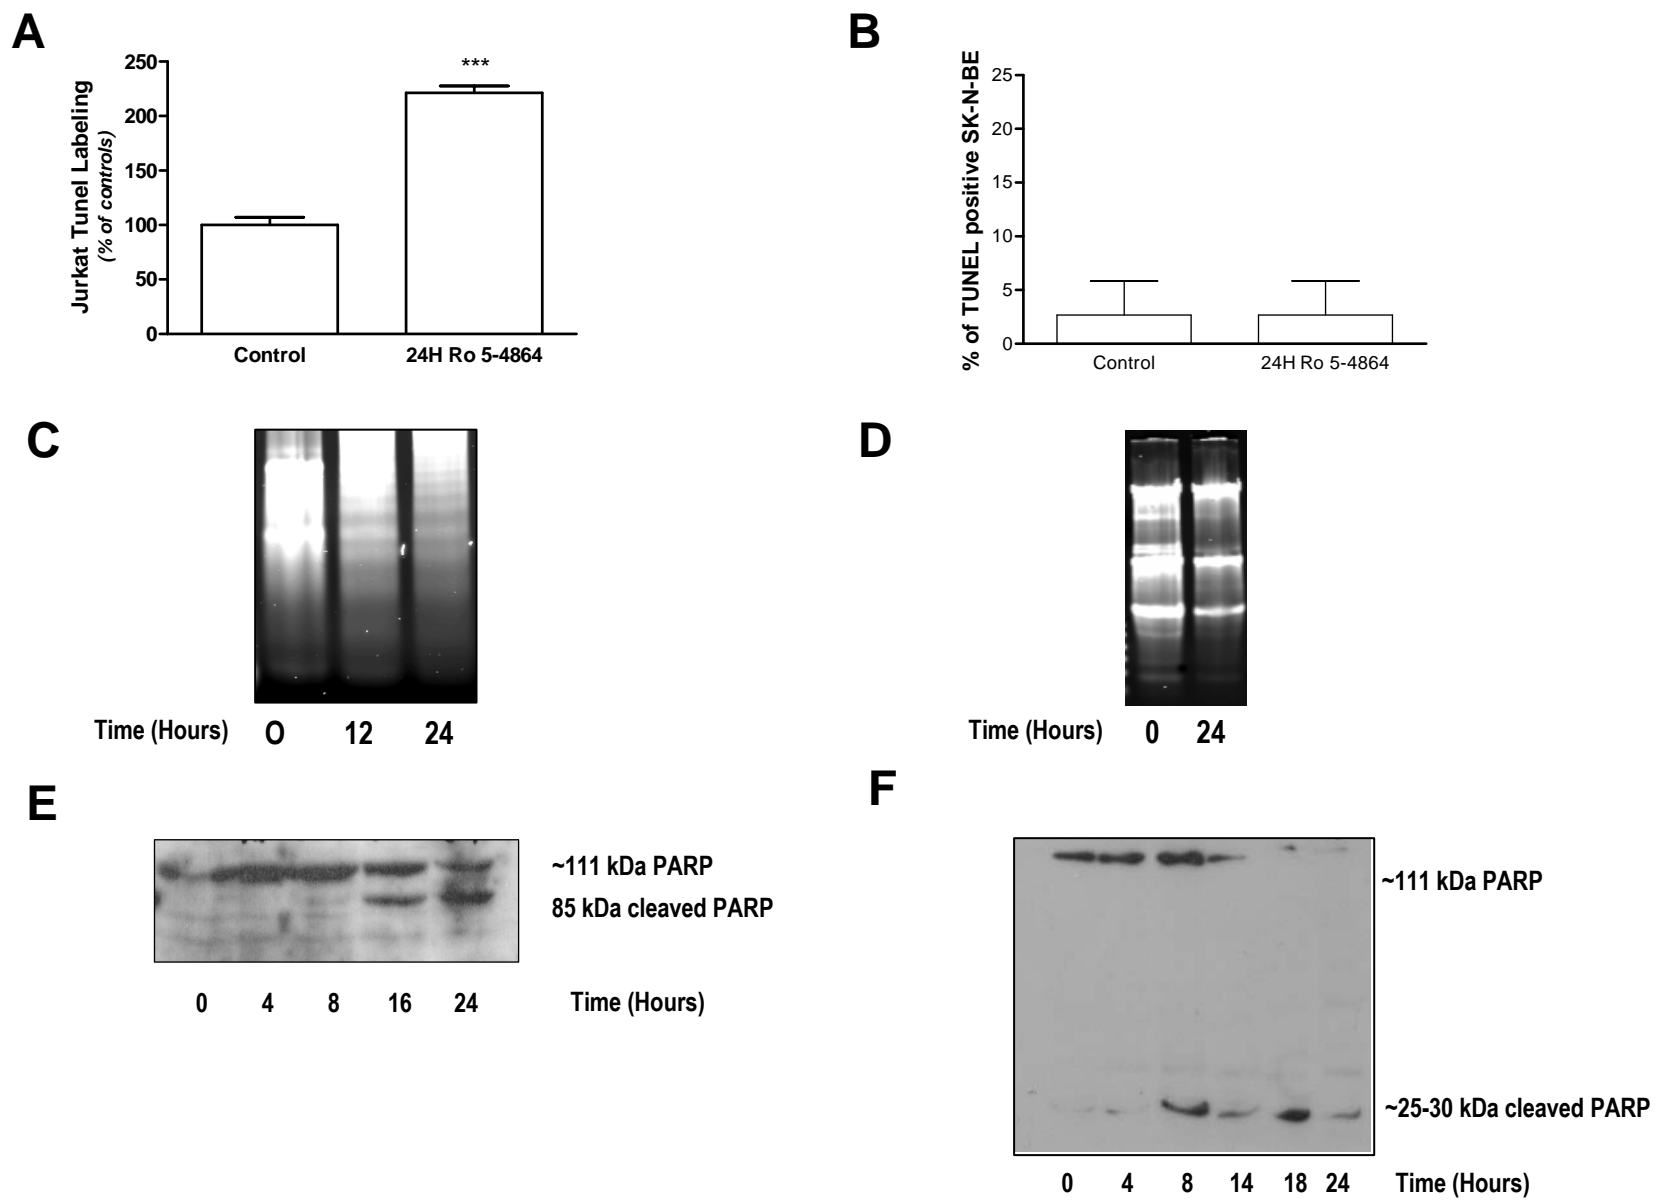 A
250
200
150
100
50
0
Jurkat Tunel Labeling
(% of controls)
***
Control
24H Ro 5-4864
B
25
20
15
10
5
0
% of TUNEL positive SK-N-BE
Control
24H Ro 5-4864
C
Time (Hours) O 12 24
D
Time (Hours) 0 24
E
~111 kDa PARP
85 kDa cleaved PARP
0 4 8 16 24 Time (Hours)
F
~111 kDa PARP
~25-30 kDa cleaved PARP
0 4 8 14 18 24 Time (Hours)